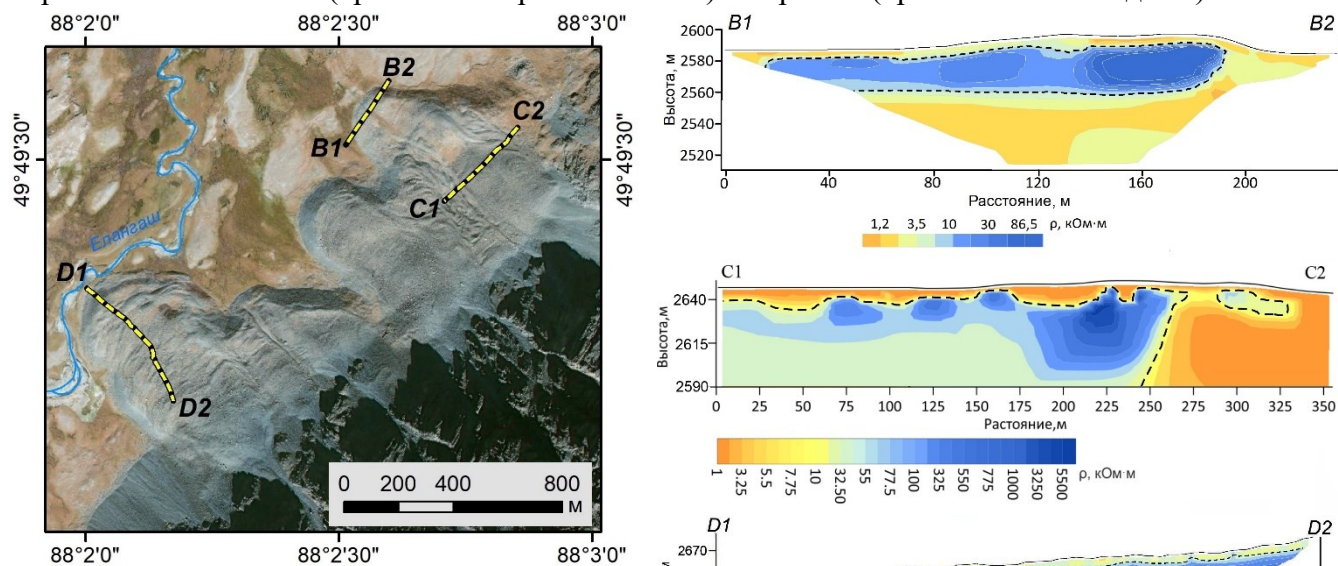 88°2'0" 88°2'30" 88°3'0"
49°49'30" 49°49'30"
B2
B1
C2
C1
Елангаш
D1
D2
0 200 400 800
м
88°2'0" 88°2'30" 88°3'0"
B1 B2
Высота, м
2600
2580
2560
2540
2520
0 40 80 120 160 200
Расстояние, м
1,2 3,5 10 30 86,5 ρ, кОм·м
C1 C2
Высота,м
2640
2615
2590
0 25 50 75 100 125 150 175 200 225 250 275 300 325 350
Растояние,м
1 3.25 5.5 7.75 10 32.50 55 77.5 100 325 550 775 1000 3250 5500 ρ, кОм·м
D1 D2
2670